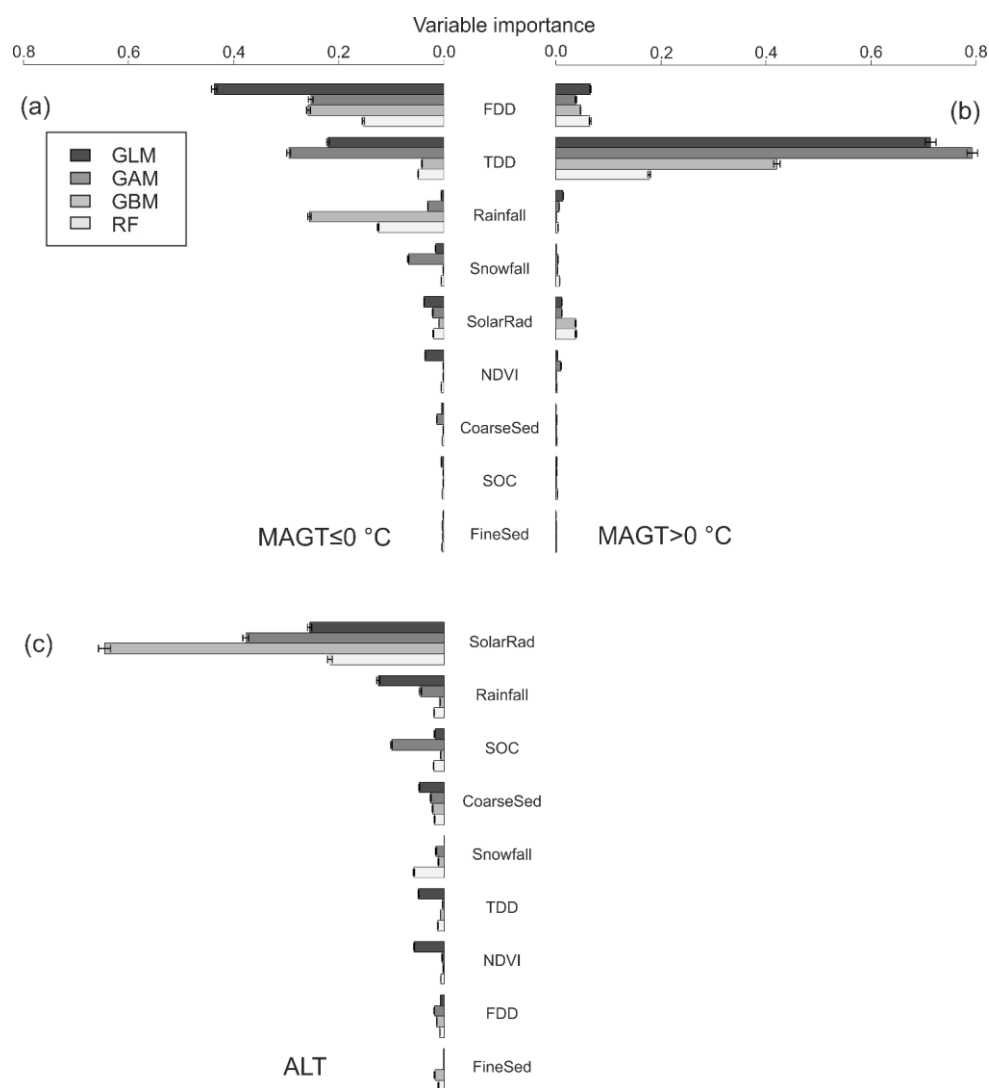 Variable importance
0.8 0.6 0.4 0.2 0.0 0.0 0.2 0.4 0.6 0.8
(a) FDD (b)
GLM
GAM
GBM
RF
TDD
Rainfall
Snowfall
SolarRad
NDVI
CoarseSed
SOC
FineSed
MAGT≤0 °C MAGT>0 °C
(c) SolarRad
Rainfall
SOC
CoarseSed
Snowfall
TDD
NDVI
FDD
ALT FineSed